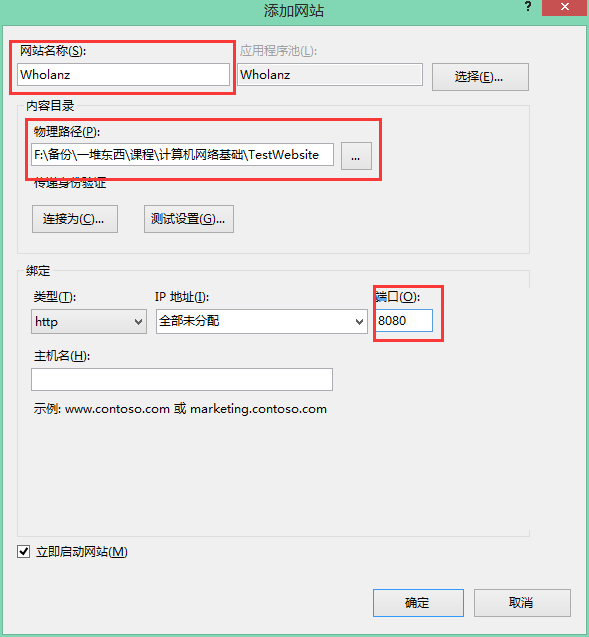 添加网站
?
网站名称(S):
应用程序池(L):
Wholanz
Wholanz
选择(E)...
内容目录
物理路径(P):
F:\备份\一堆东西\课程\计算机网络基础\TestWebsite
...
传递身份验证
连接为(C)...
测试设置(G)...
绑定
类型(T):
IP 地址(I):
端口(O):
http
全部未分配
8080
主机名(H):
示例: www.contoso.com 或 marketing.contoso.com
立即启动网站(M)
确定
取消